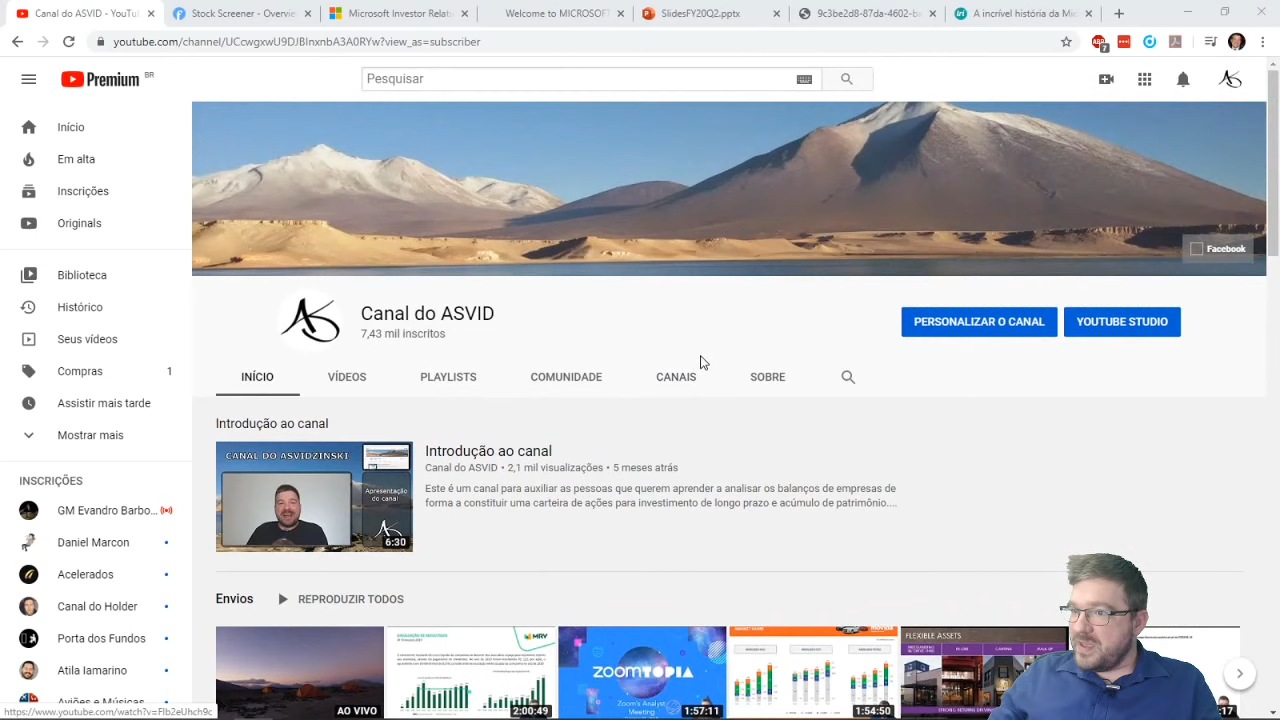 Canal do ASVID - YouTu
Stock Screener - Overvie
Microsoft Investor Relatio
Welcome to MICROSOFT
SlidesFY20Q2.pptx
9c3be2d8-87da-4602-b
A incrível história da Mic
youtube.com/channel/UCcwgxwU9DJBInxnbA3A0RYw?view_as=subscriber
Premium BR
Pesquisar
Início
Em alta
Inscrições
Originals
Biblioteca
Histórico
Seus vídeos
Compras 1
Assistir mais tarde
Mostrar mais
INSCRIÇÕES
GM Evandro Barbo...
Daniel Marcon
Acelerados
Canal do Holder
Porta dos Fundos
Atila Iamarino
Aviões e Músicas
https://www.youtube.com/watch?v=FIb2eUhch9c
Facebook
Canal do ASVID
7,43 mil inscritos
PERSONALIZAR O CANAL
YOUTUBE STUDIO
INÍCIO
VÍDEOS
PLAYLISTS
COMUNIDADE
CANAIS
SOBRE
Introdução ao canal
CANAL DO ASVIDZINSKI
Apresentação
do canal
6:30
Introdução ao canal
Canal do ASVID • 2,1 mil visualizações • 5 meses atrás
Este é um canal para auxiliar as pessoas que querem aprender a analisar os balanços de empresas de
forma a constituir uma carteira de ações para investimento de longo prazo e acúmulo de patrimônio....
Envios
REPRODUZIR TODOS
AO VIVO
MRV
2:00:49
ZOOMTOPIA
Zoom's Analyst
Meeting
1:57:11
movida
1:54:50
FLEXIBLE ASSETS
:17